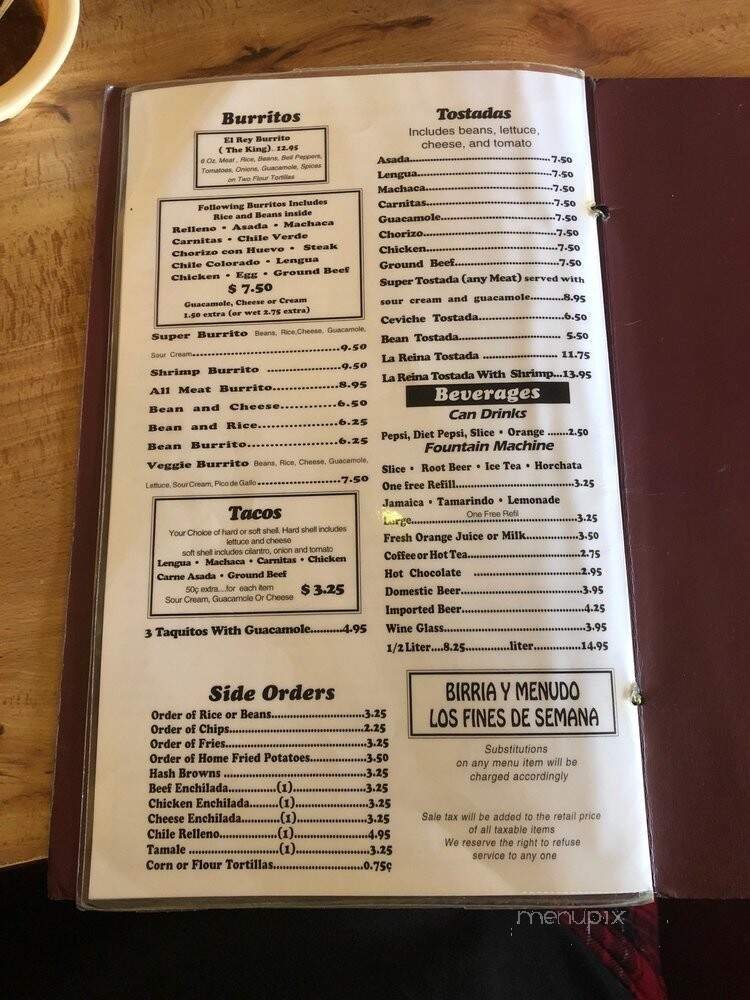 Burritos
El Rey Burrito
( The King).. 12.95
6 Oz. Meat , Rice, Beans, Bell Peppers,
Tomatoes, Onions, Guacamole, Spices
on Two Flour Tortillas
Following Burritos Includes
Rice and Beans inside
Relleno • Asada • Machaca
Carnitas • Chile Verde
Chorizo con Huevo • Steak
Chile Colorado • Lengua
Chicken • Egg • Ground Beef
$ 7.50
Guacamole, Cheese or Cream
1.50 extra (or wet 2.75 extra)
Super Burrito Beans, Rice,Cheese, Guacamole,
Sour Cream..................................9.50
Shrimp Burrito ...................9.50
All Meat Burrito.................8.95
Bean and Cheese............6.50
Bean and Rice..................6.25
Bean Burrito....................6.25
Veggie Burrito Beans, Rice, Cheese, Guacamole,
Lettuce, Sour Cream, Pico de Gallo......................7.50
Tacos
Your Choice of hard or soft shell. Hard shell includes
lettuce and cheese
soft shell includes cilantro, onion and tomato
Lengua • Machaca • Carnitas • Chicken
Carne Asada • Ground Beef
50¢ extra....for each item
Sour Cream, Guacamole Or Cheese
$ 3.25
3 Taquitos With Guacamole..........4.95
Side Orders
Order of Rice or Beans......................3.25
Order of Chips................................2.25
Order of Fries.................................3.25
Order of Home Fried Potatoes.............3.50
Hash Browns ..................................3.25
Beef Enchilada..........(1).................3.25
Chicken Enchilada......(1).................3.25
Cheese Enchilada........(1).................3.25
Chile Relleno.............(1).................4.95
Tamale ....................(1).................3.25
Corn or Flour Tortillas.....................0.75¢
Tostadas
Includes beans, lettuce,
cheese, and tomato
Asada........................................7.50
Lengua.......................................7.50
Machaca.....................................7.50
Carnitas.....................................7.50
Guacamole..................................7.50
Chorizo......................................7.50
Chicken......................................7.50
Ground Beef................................7.50
Super Tostada (any Meat) served with
sour cream and guacamole...........8.95
Ceviche Tostada........................6.50
Bean Tostada............................ 5.50
La Reina Tostada ..................... 11.75
La Reina Tostada With Shrimp...13.95
Beverages
Can Drinks
Pepsi, Diet Pepsi, Slice • Orange .......2.50
Fountain Machine
Slice • Root Beer • Ice Tea • Horchata
One free Refill................................3.25
Jamaica • Tamarindo • Lemonade
One Free Refil
Large...........................................3.25
Fresh Orange Juice or Milk..............3.50
Coffee or Hot Tea............................2.75
Hot Chocolate ............................2.95
Domestic Beer...............................3.95
Imported Beer...............................4.25
Wine Glass....................................3.95
1/2 Liter....8.25..............liter..............14.95
BIRRIA Y MENUDO
LOS FINES DE SEMANA
Substitutions
on any menu item will be
charged accordingly
Sale tax will be added to the retail price
of all taxable items
We reserve the right to refuse
service to any one
menupix